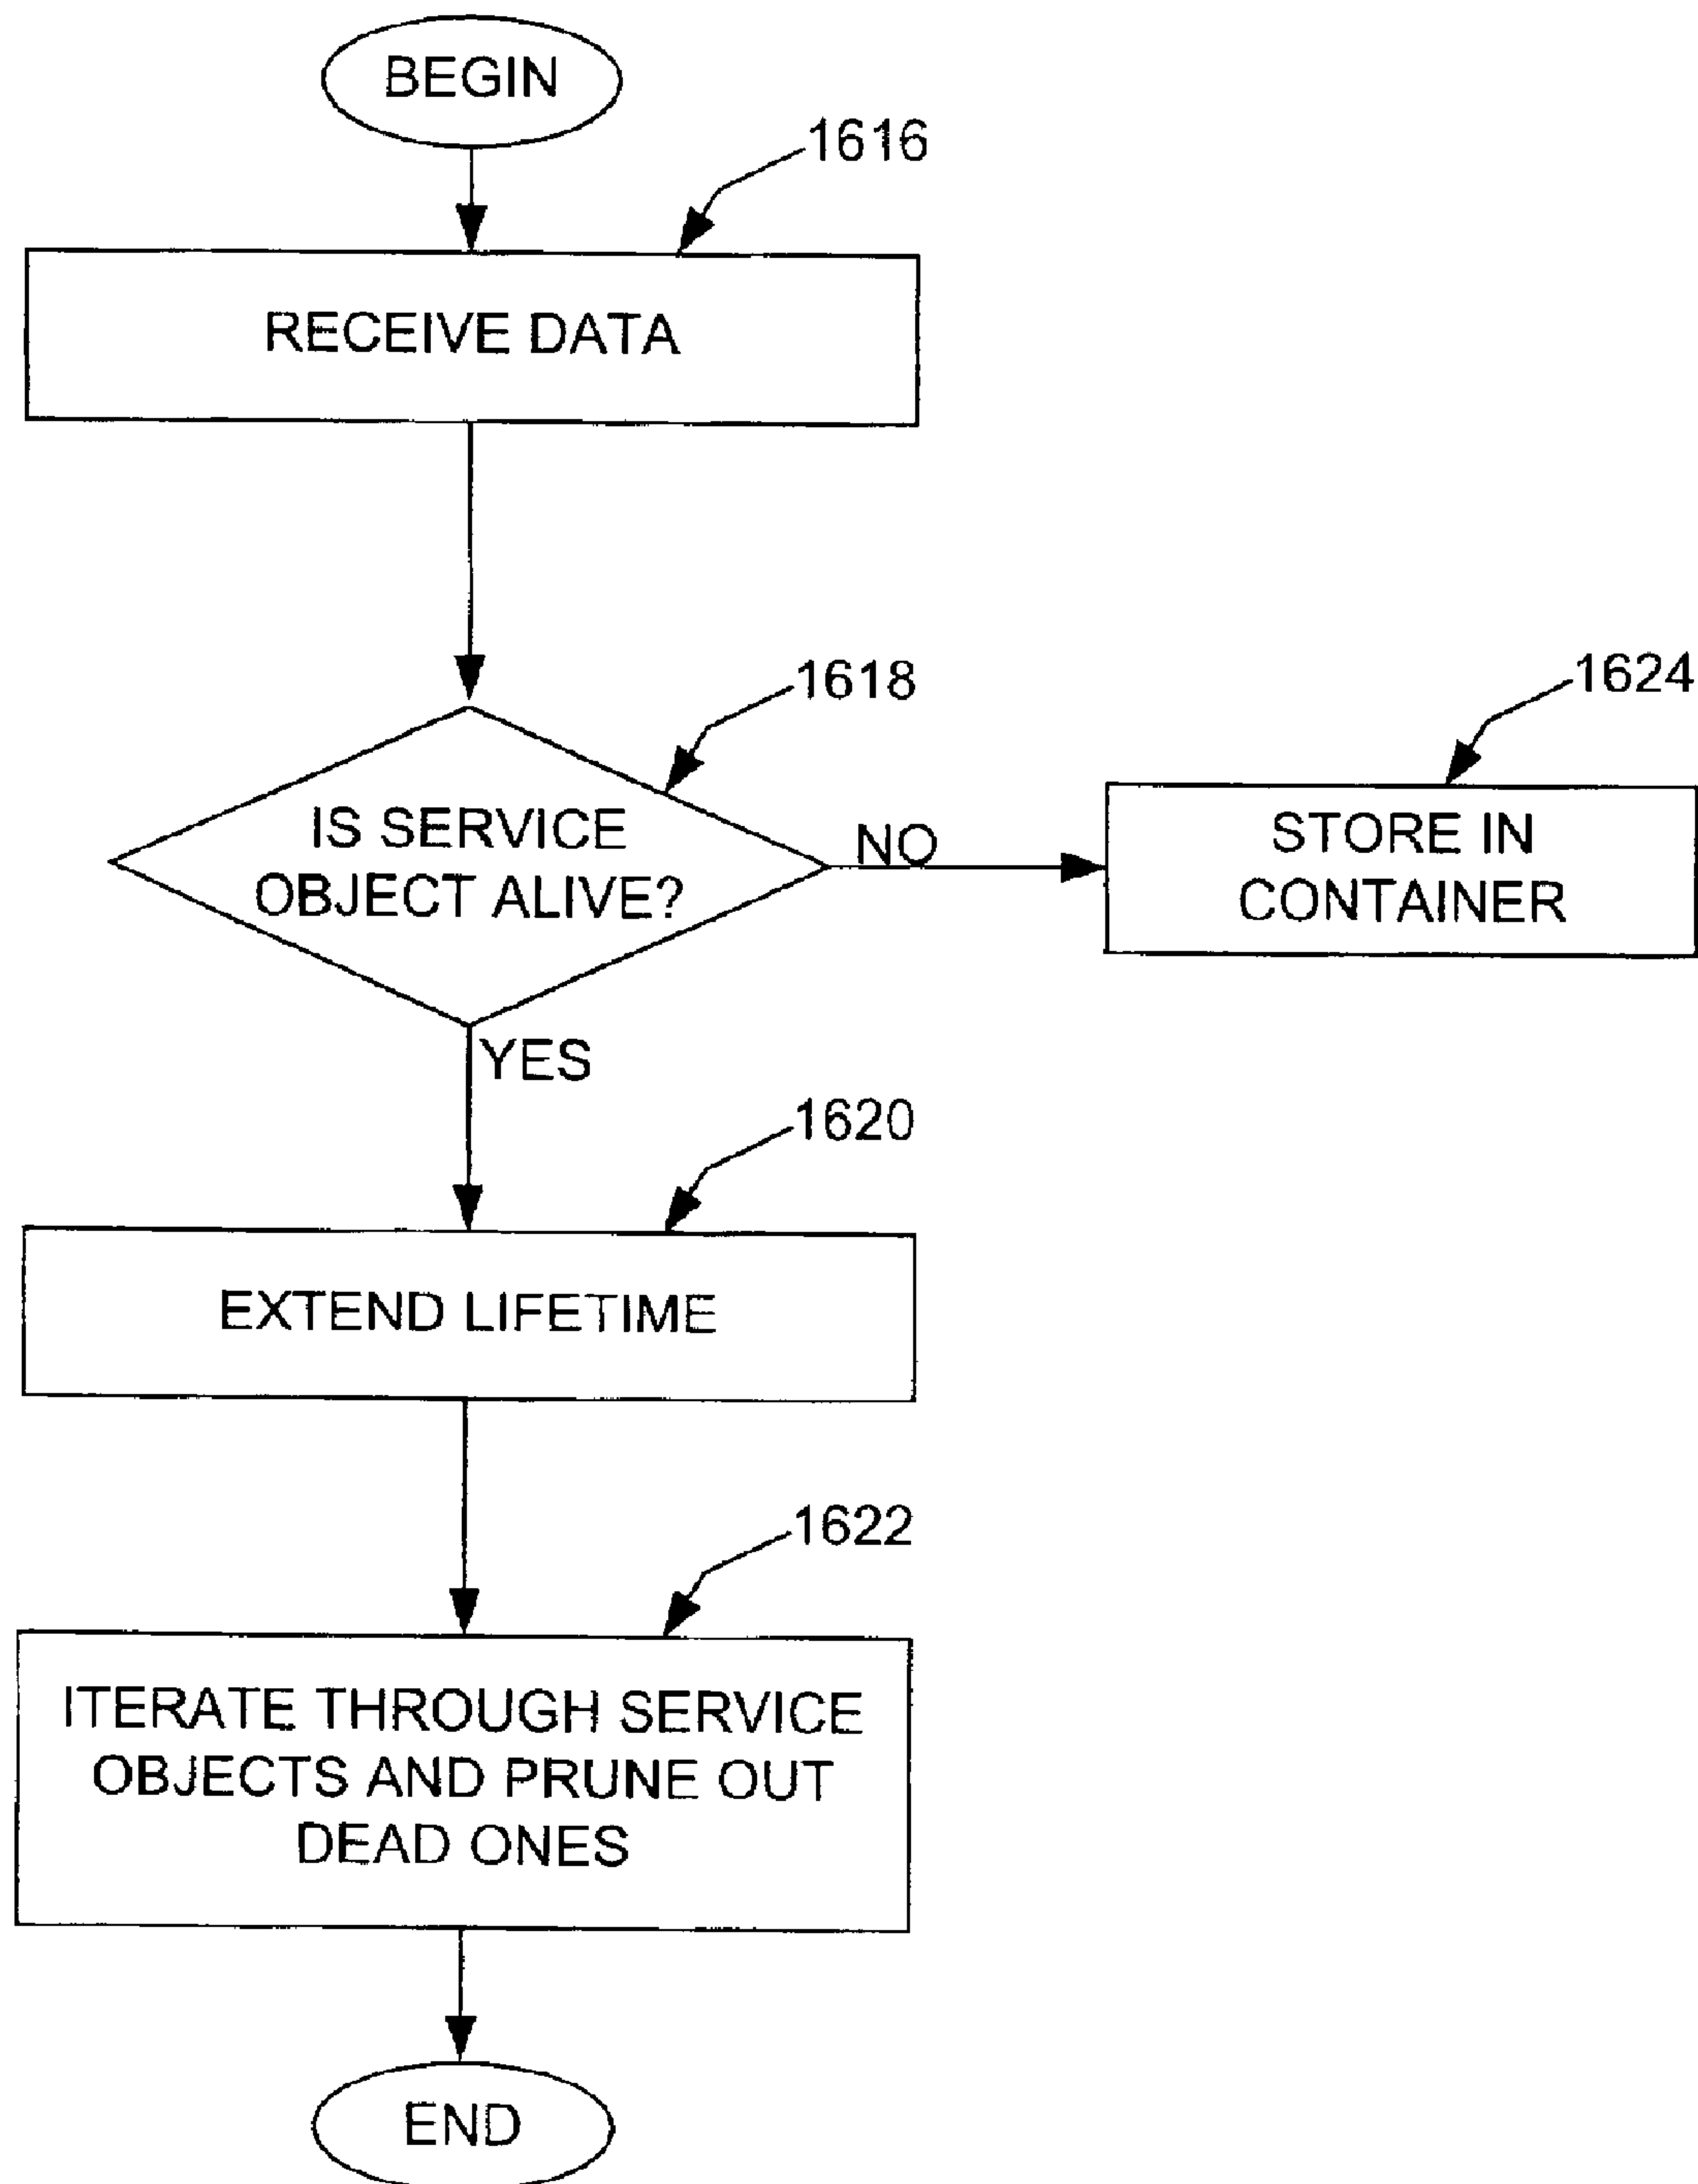 BEGIN
1616
RECEIVE DATA
1618
1624
IS SERVICE
OBJECT ALIVE?
NO
STORE IN
CONTAINER
YES
1620
EXTEND LIFETIME
1622
ITERATE THROUGH SERVICE
OBJECTS AND PRUNE OUT
DEAD ONES
END